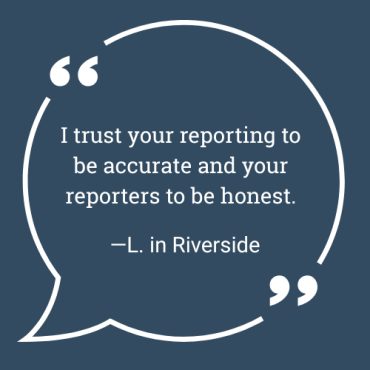 “
I trust your reporting to
be accurate and your
reporters to be honest.
—L. in Riverside
”